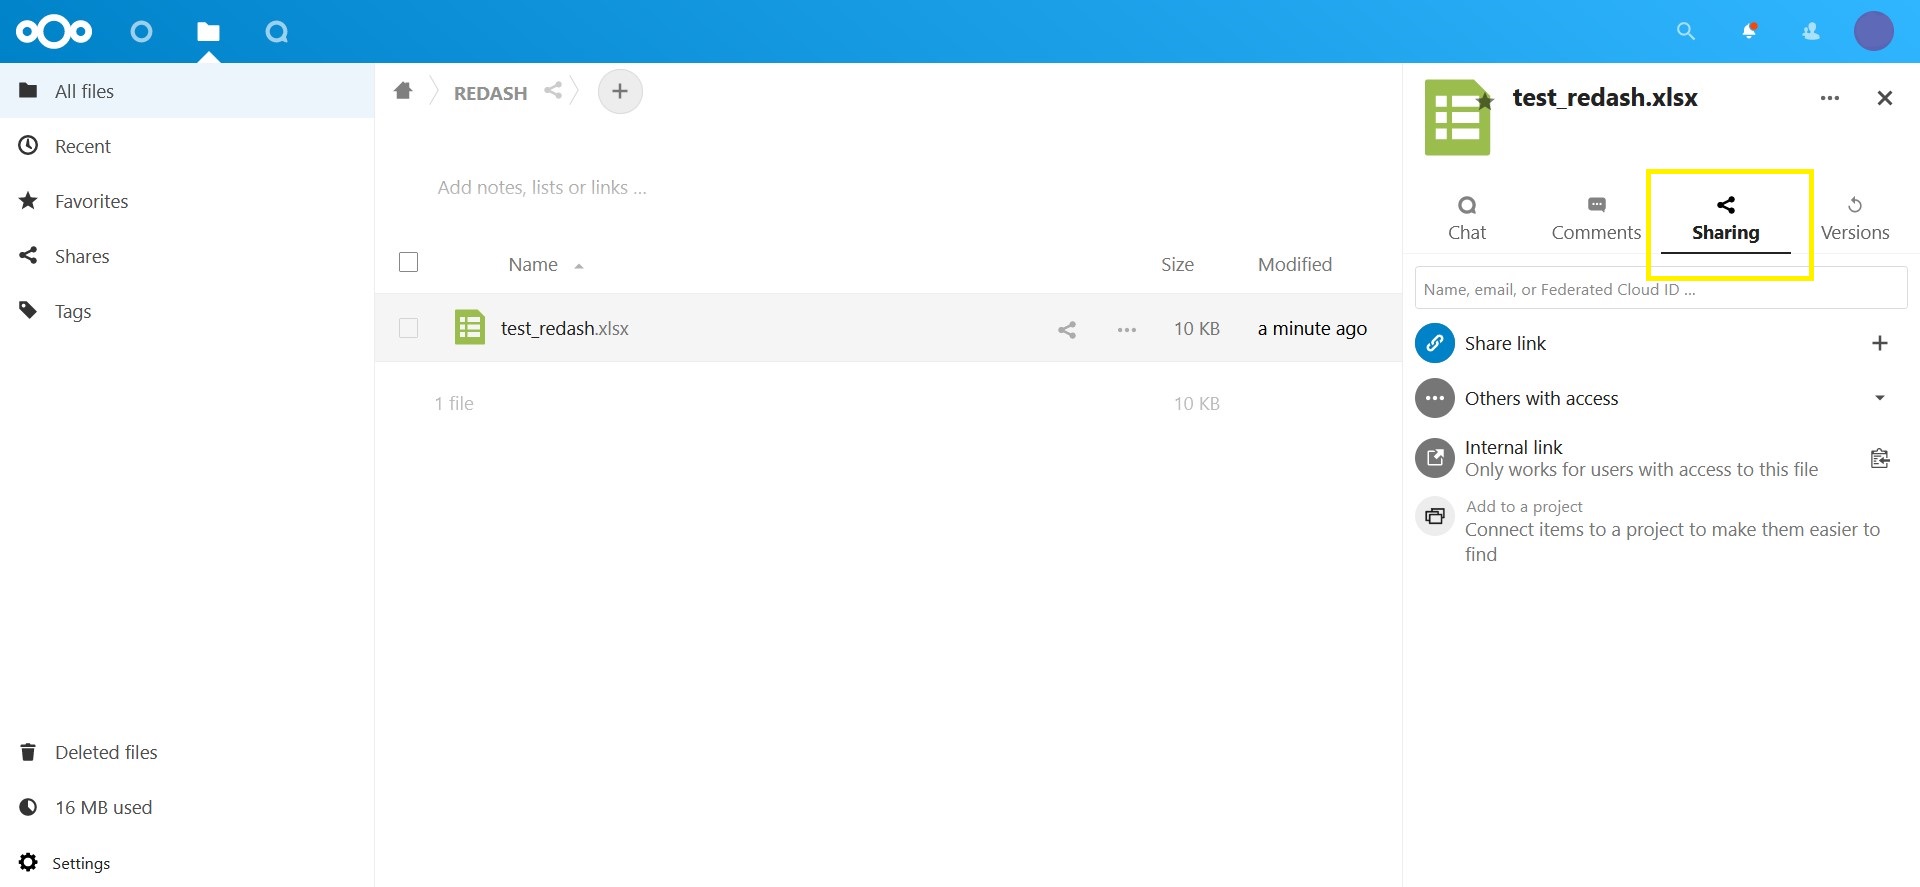 All files
Recent
Favorites
Shares
Tags
Deleted files
16 MB used
Settings
REDASH
Add notes, lists or links ...
Name Size Modified
test_redash.xlsx 10 KB a minute ago
1 file 10 KB
test_redash.xlsx
Chat Comments Sharing Versions
Name, email, or Federated Cloud ID ...
Share link
Others with access
Internal link
Only works for users with access to this file
Add to a project
Connect items to a project to make them easier to
find